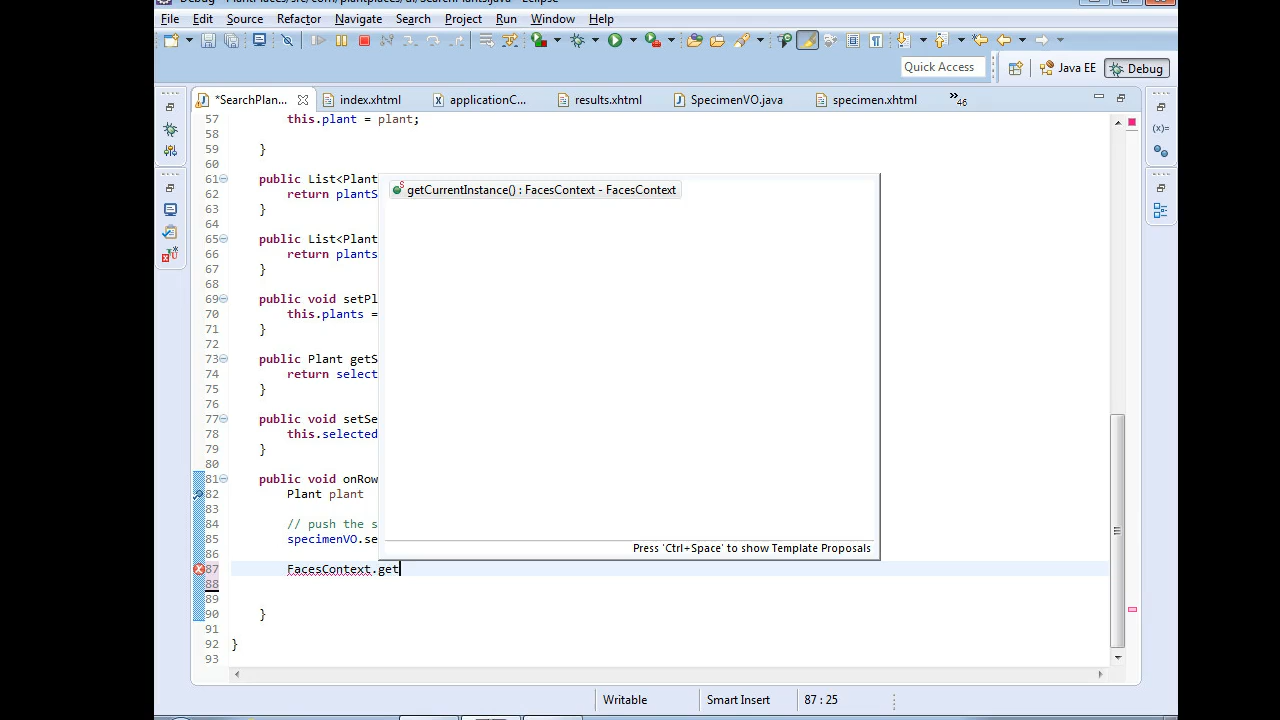 Debug - PlantPlaces/src/com/plantplaces/ui/SearchPlants.java - Eclipse
File Edit Source Refactor Navigate Search Project Run Window Help
Quick Access
Java EE
Debug
*SearchPlan...
index.xhtml
applicationC...
results.xhtml
SpecimenVO.java
specimen.xhtml
»46
57 this.plant = plant;
58
59 }
60
61 public List<Plant
62 return plantS
63 }
64
65 public List<Plant
66 return plants
67 }
68
69 public void setPl
70 this.plants =
71 }
72
73 public Plant getS
74 return select
75 }
76
77 public void setSe
78 this.selected
79 }
80
81 public void onRow
82 Plant plant
83
84 // push the s
85 specimenVO.se
86
87 FacesContext.get
88
89
90 }
91
92 }
93
getCurrentInstance() : FacesContext - FacesContext
Press 'Ctrl+Space' to show Template Proposals
Writable
Smart Insert
87 : 25